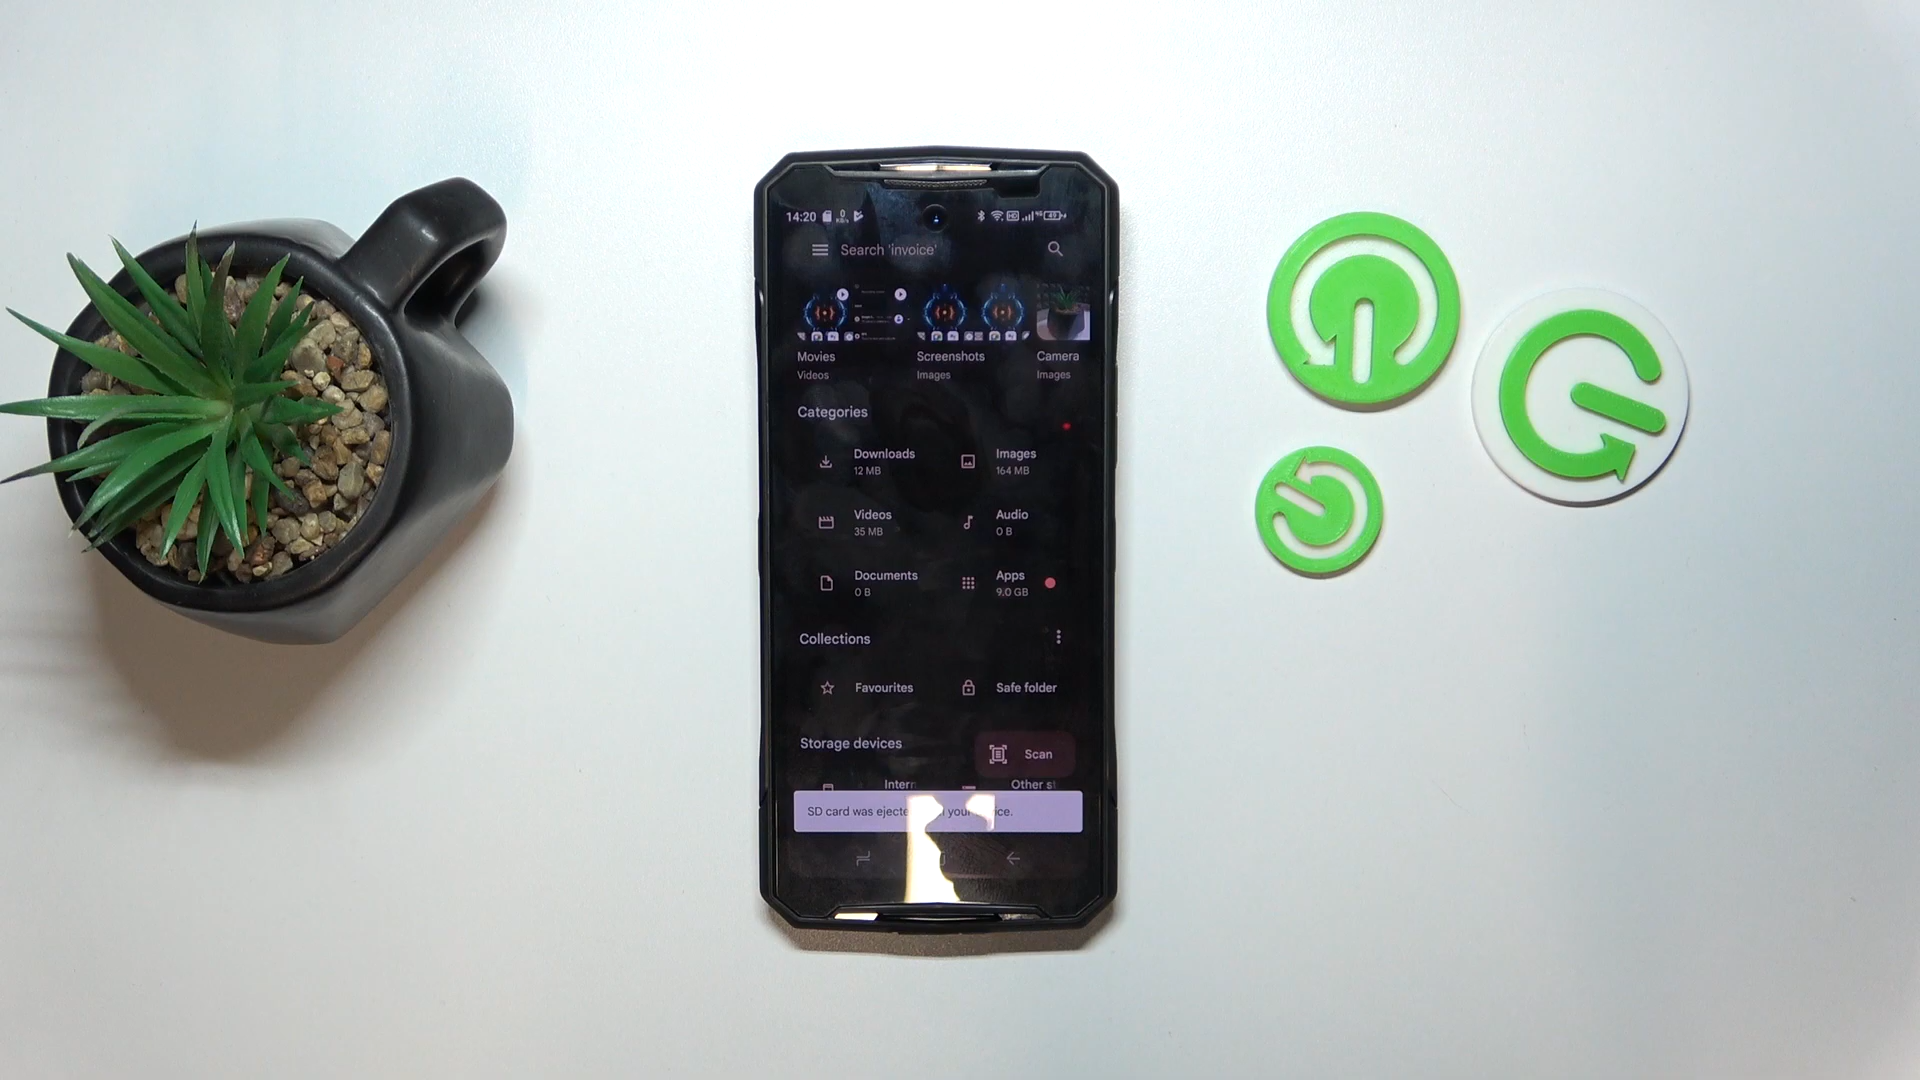 14:20
0
Search 'invoice'
Movies
Videos
Screenshots
Images
Camera
Images
Categories
Downloads
12 MB
Images
164 MB
Videos
35 MB
Audio
0 B
Documents
0 B
Apps
9.0 GB
Collections
Favourites
Safe folder
Storage devices
Scan
SD card was your